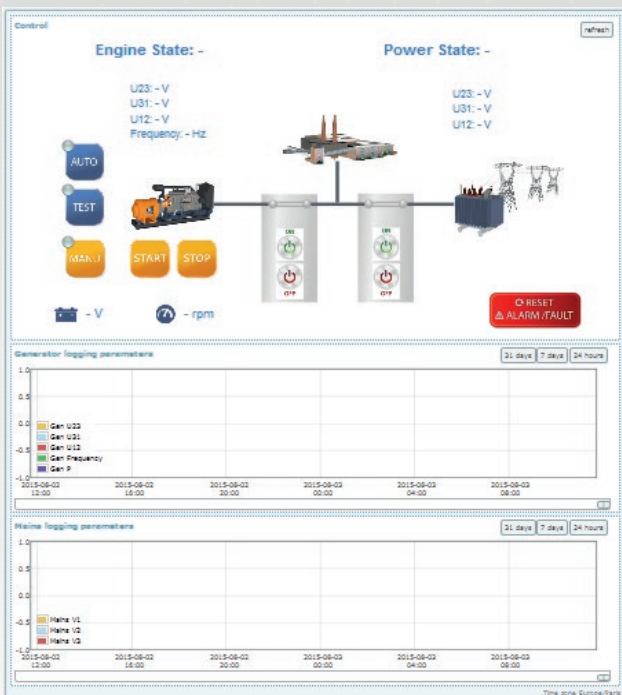 Control
refresh
Engine State: -
Power State: -
U23: - V
U31: - V
U12: - V
Frequency: - Hz
U23: - V
U31: - V
U12: - V
AUTO
TEST
MANU
START
STOP
ON
OFF
ON
OFF
- V
- rpm
RESET
ALARM /FAULT
Generator logging parameters
31 days
7 days
24 hours
1.0
0.5
0.0
-0.5
-1.0
Gen U23
Gen U31
Gen U12
Gen Frequency
Gen P
2015-08-02 2015-08-02 2015-08-02 2015-08-03 2015-08-03 2015-08-03
12:00 16:00 20:00 00:00 04:00 08:00
Mains logging parameters
31 days
7 days
24 hours
1.0
0.5
0.0
-0.5
-1.0
Mains V1
Mains V2
Mains V3
2015-08-02 2015-08-02 2015-08-02 2015-08-03 2015-08-03 2015-08-03
12:00 16:00 20:00 00:00 04:00 08:00
Time zone Europe/Paris